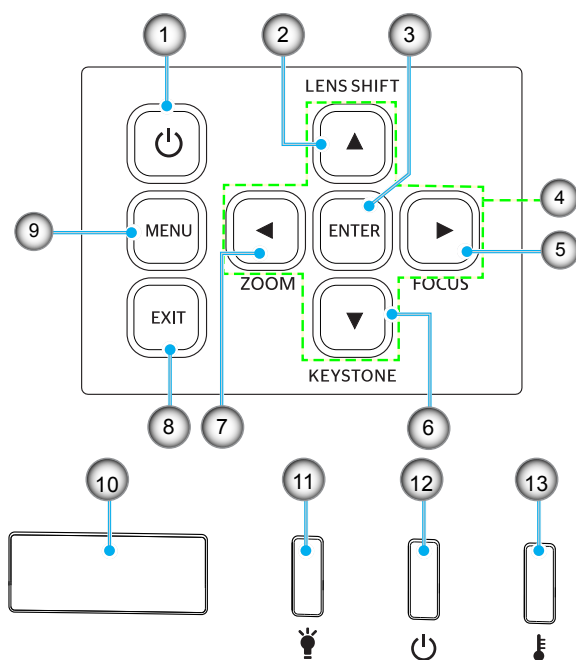 1 2 3
LENS SHIFT
4
9 MENU ENTER 5
ZOOM FOCUS
EXIT
KEYSTONE
8 7 6
10 11 12 13